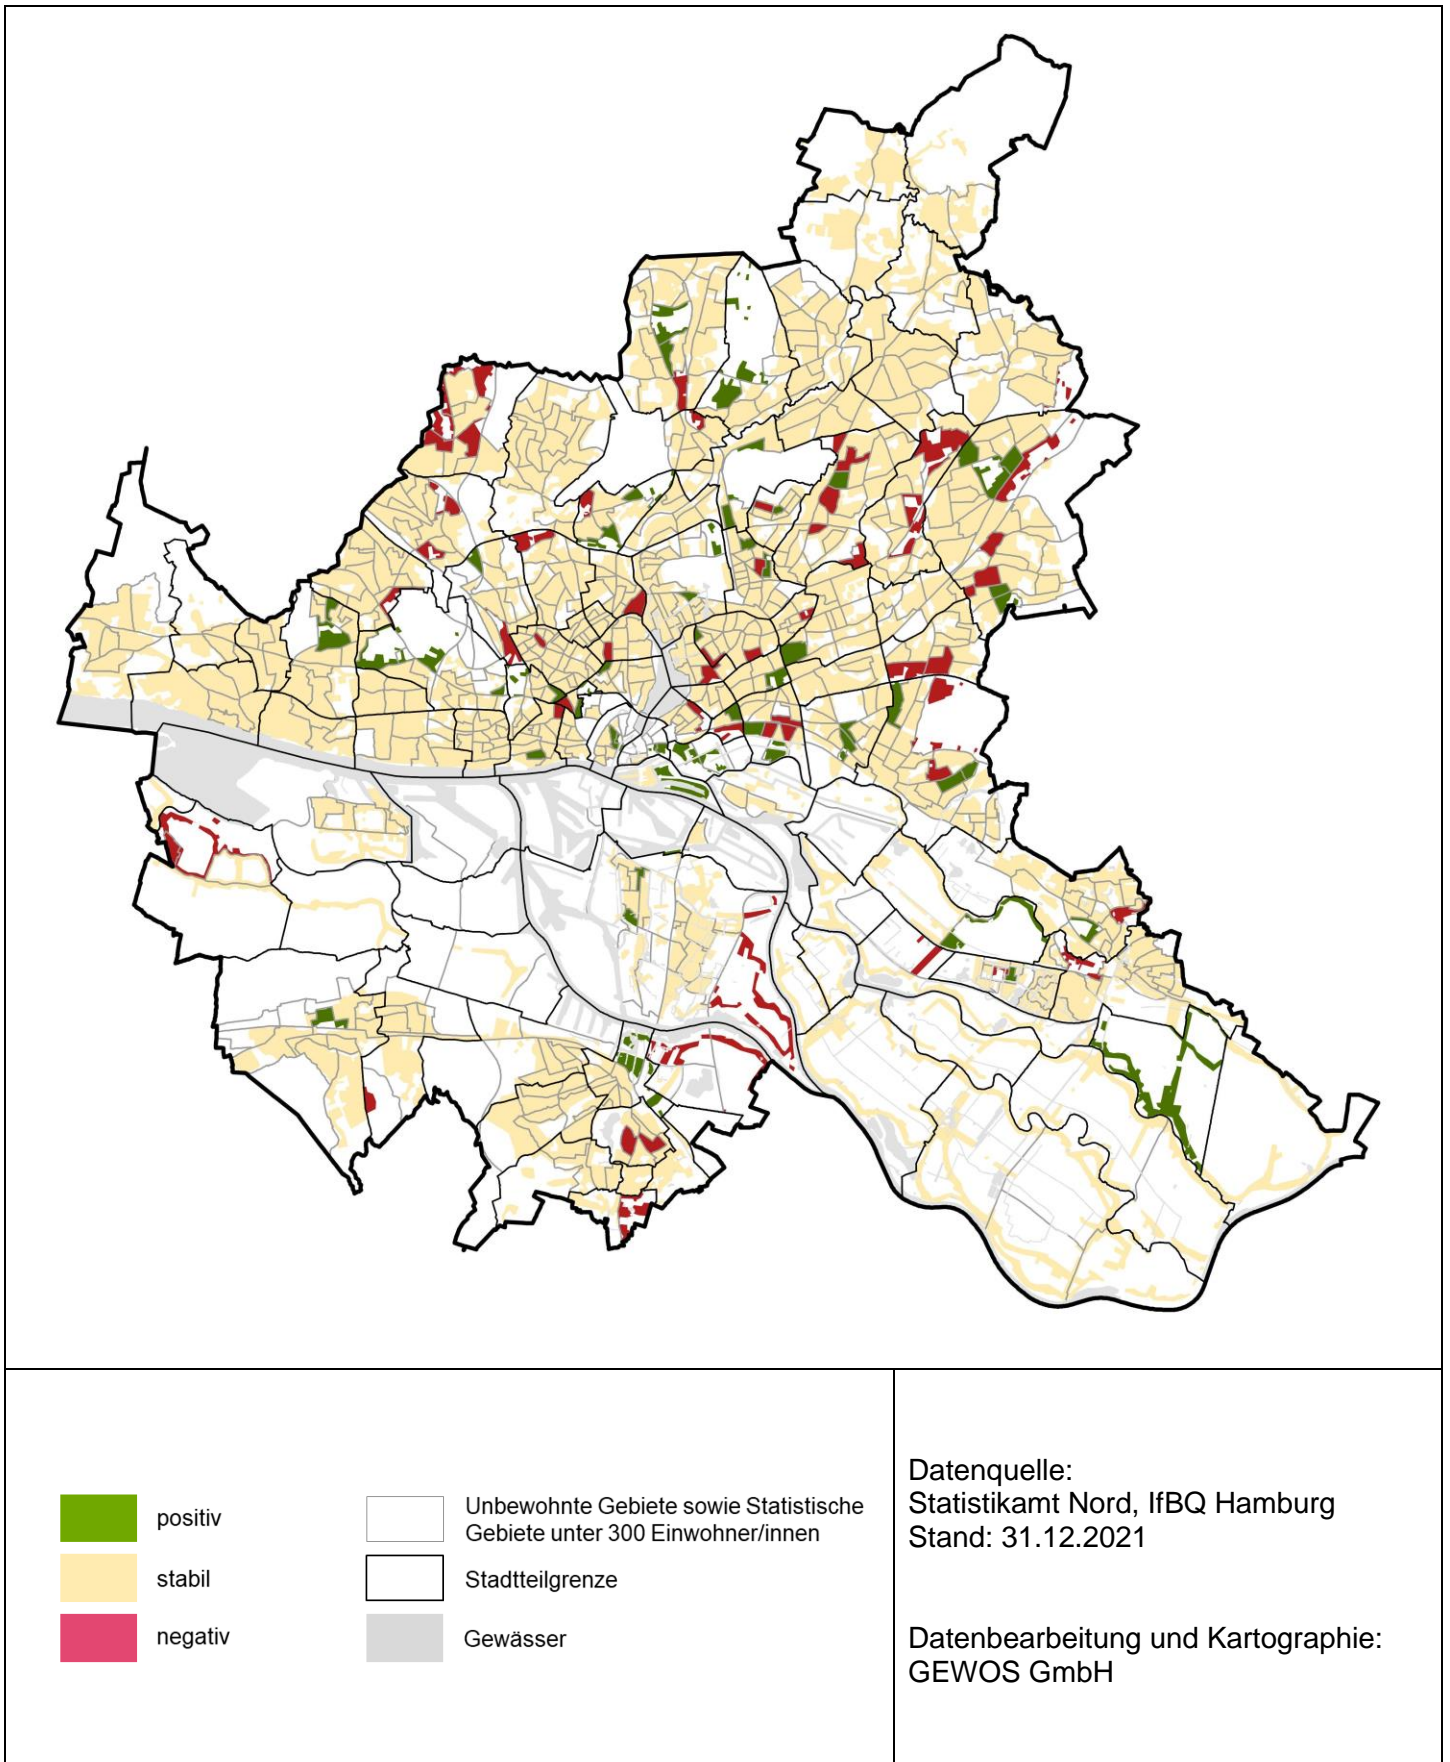 positiv
stabil
negativ
Unbewohnte Gebiete sowie Statistische
Gebiete unter 300 Einwohner/innen
Stadtteilgrenze
Gewässer
Datenquelle:
Statistikamt Nord, IfBQ Hamburg
Stand: 31.12.2021
Datenbearbeitung und Kartographie:
GEWOS GmbH